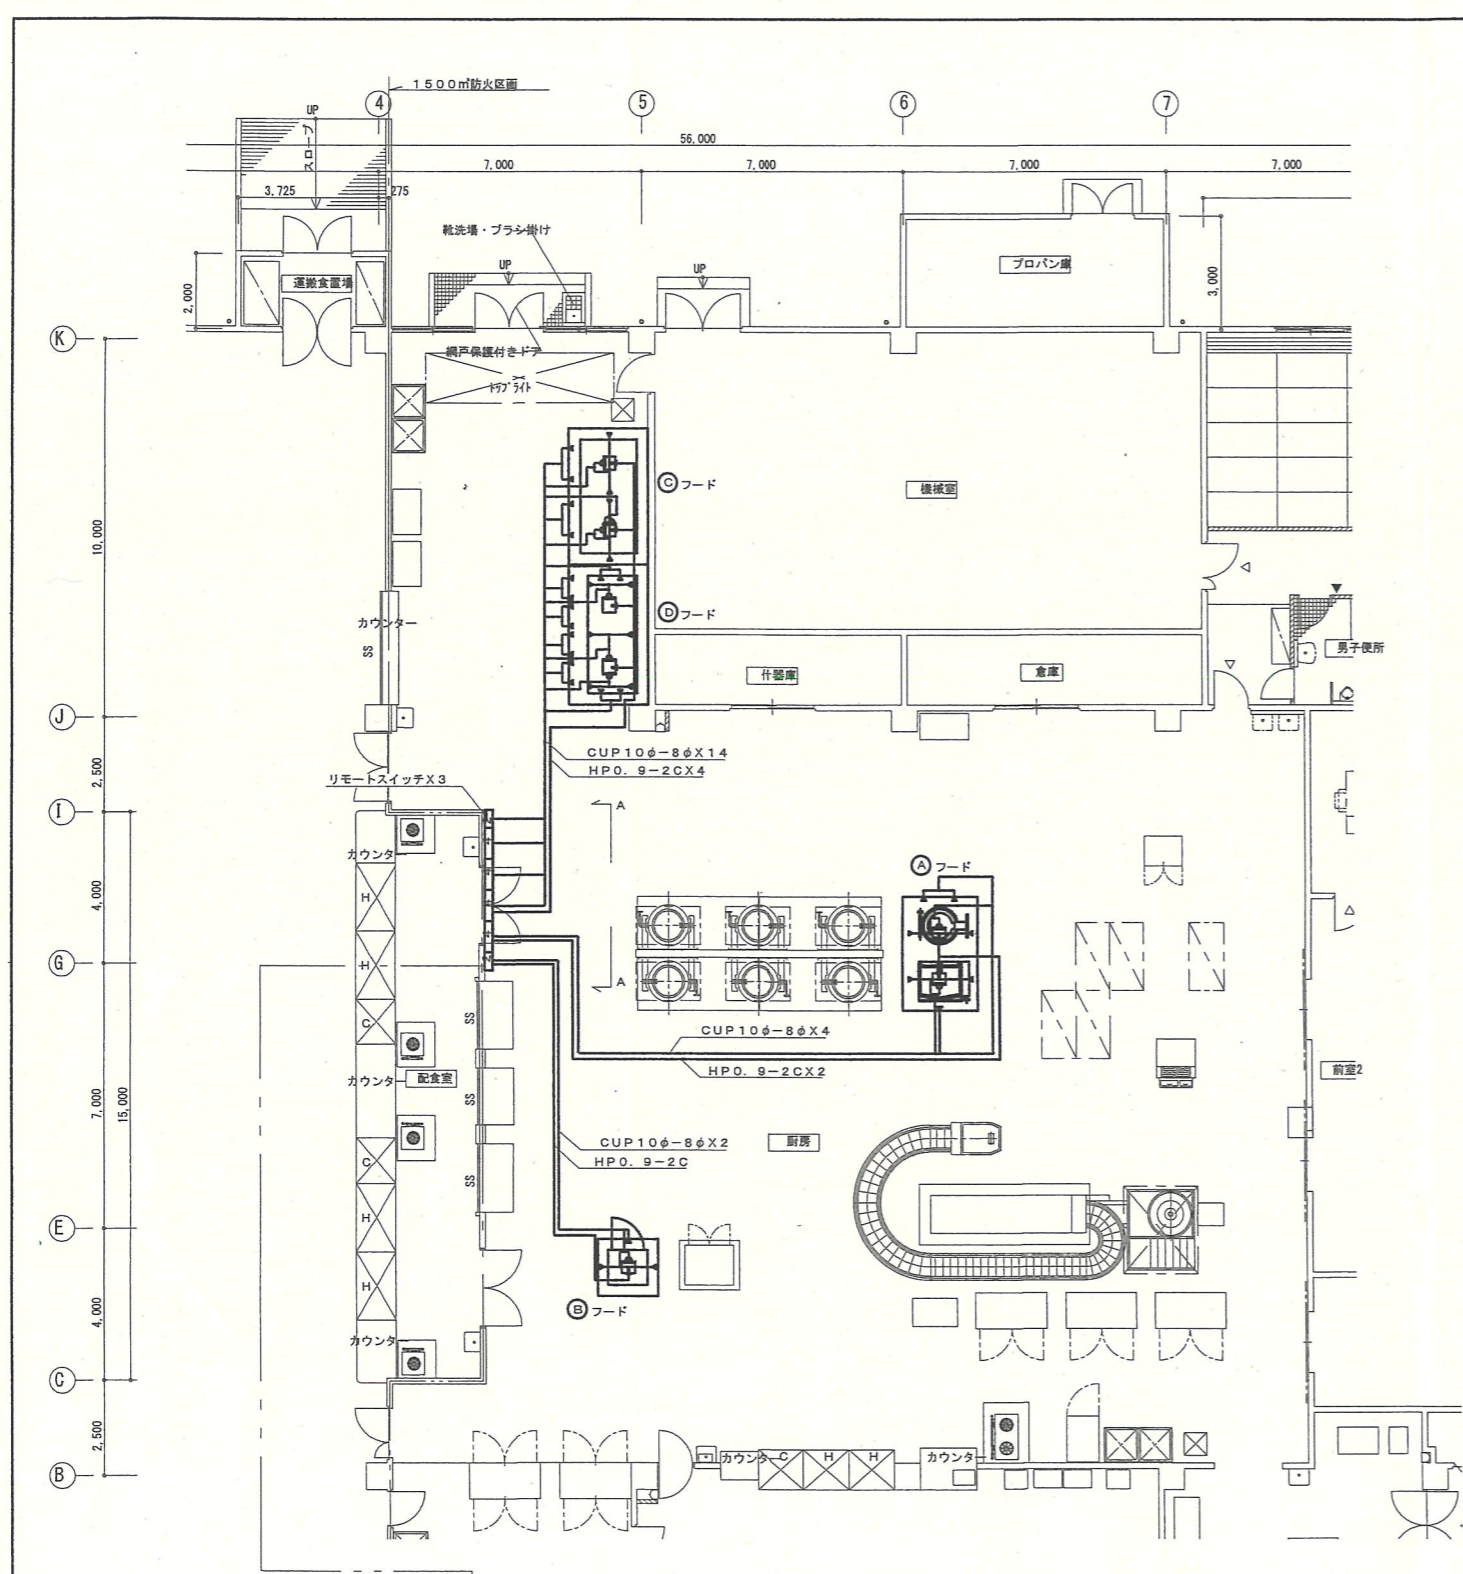 1500㎡防火区画
4
5
6
7
UP
スロープ
56,000
7,000
7,000
7,000
7,000
3,725
275
靴洗場・ブラシ掛け
UP
UP
プロパン庫
運搬食置場
2,000
3,000
K
網戸保護付きドア
トップライト
C フード
機械室
10,000
D フード
カウンター
SS
男子便所
什器庫
倉庫
J
CUP10φ-8φX14
HP0.9-2CX4
2,500
リモートスイッチX3
I
A
カウンター
A フード
H
4,000
G
H
A
C
SS
CUP10φ-8φX4
HP0.9-2CX2
カウンター
配食室
前室2
7,000
15,000
SS
CUP10φ-8φX2
厨房
HP0.9-2C
C
SS
H
E
H
B フード
4,000
カウンター
C
2,500
B
カウンター
C
H
H
カウンター